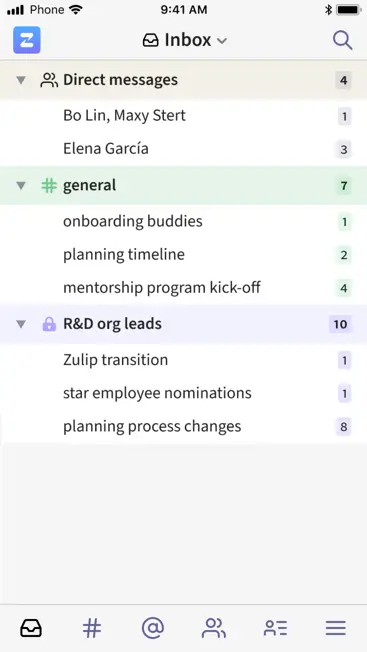 Phone 9:41 AM
Inbox
Direct messages 4
Bo Lin, Maxy Stert 1
Elena García 3
general 7
onboarding buddies 1
planning timeline 2
mentorship program kick-off 4
R&D org leads 10
Zulip transition 1
star employee nominations 1
planning process changes 8